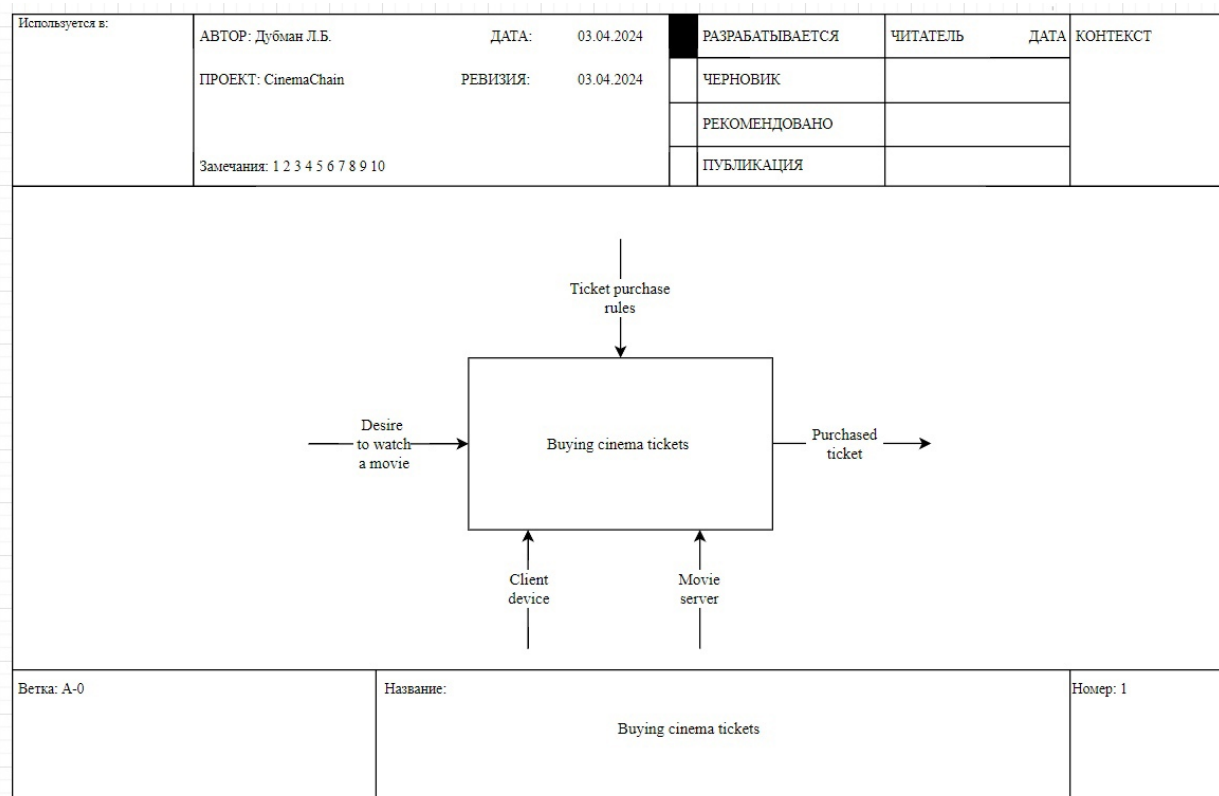 Используется в:
АВТОР: Дубман Л.Б. ДАТА: 03.04.2024
ПРОЕКТ: CinemaChain РЕВИЗИЯ: 03.04.2024
Замечания: 1 2 3 4 5 6 7 8 9 10
РАЗРАБАТЫВАЕТСЯ
ЧЕРНОВИК
РЕКОМЕНДОВАНО
ПУБЛИКАЦИЯ
ЧИТАТЕЛЬ ДАТА
КОНТЕКСТ
Ticket purchase
rules
Desire
to watch
a movie
Buying cinema tickets
Purchased
ticket
Client
device
Movie
server
Ветка: А-0
Название:
Buying cinema tickets
Номер: 1